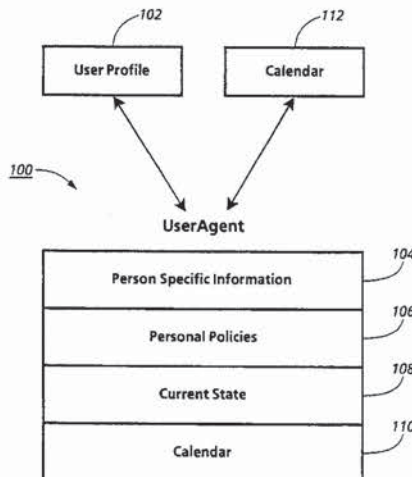 102
112
User Profile
Calendar
100
UserAgent
104
Person Specific Information
106
Personal Policies
108
Current State
110
Calendar